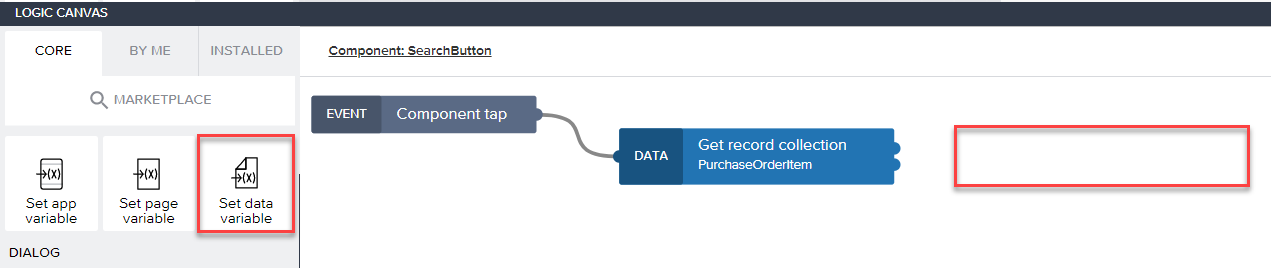 LOGIC CANVAS
CORE
BY ME
INSTALLED
MARKETPLACE
Set app
variable
Set page
variable
Set data
variable
DIALOG
Component: SearchButton
EVENT
Component tap
DATA
Get record collection
PurchaseOrderItem
(x)
(x)
(x)